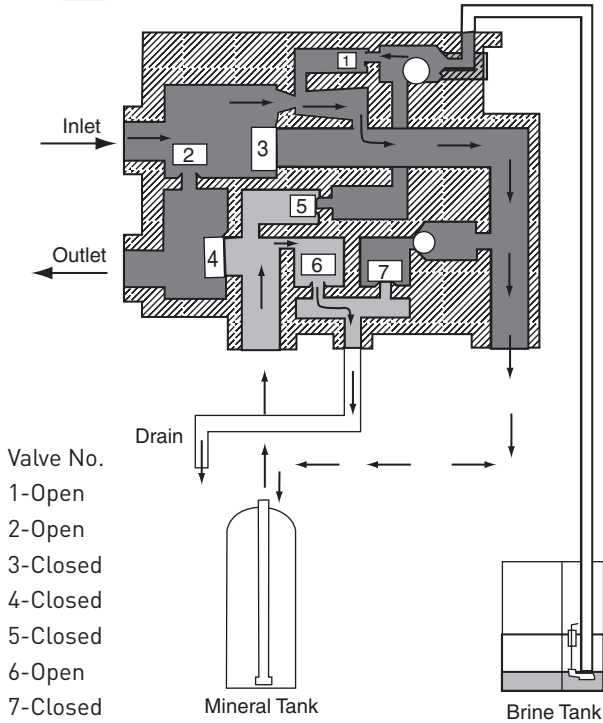 1
Inlet
2
3
5
Outlet
4
6
7
Drain
Valve No.
1-Open
2-Open
3-Closed
4-Closed
5-Closed
6-Open
7-Closed
Mineral Tank
Brine Tank